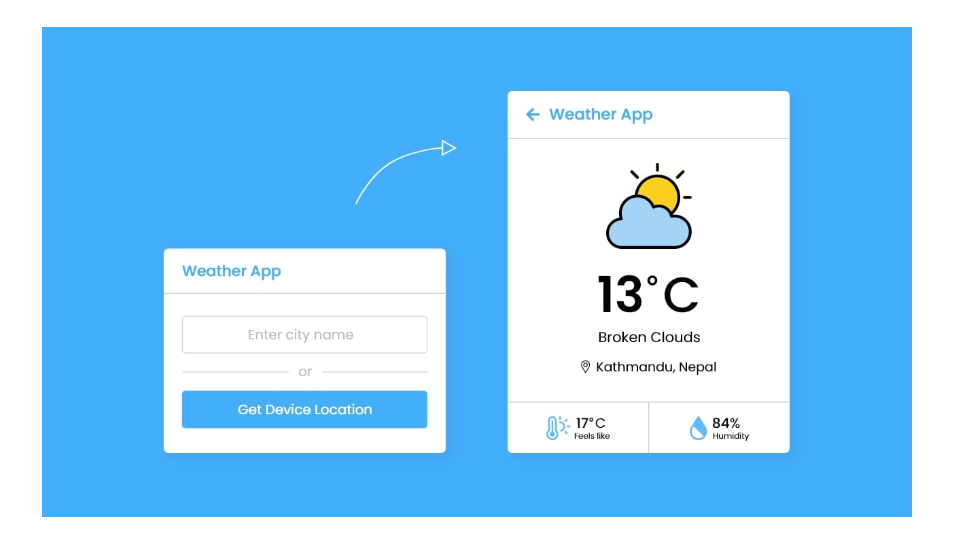 Weather App
Enter city name
or
Get Device Location
Weather App
13°C
Broken Clouds
Kathmandu, Nepal
17°C
Feels like
84%
Humidity